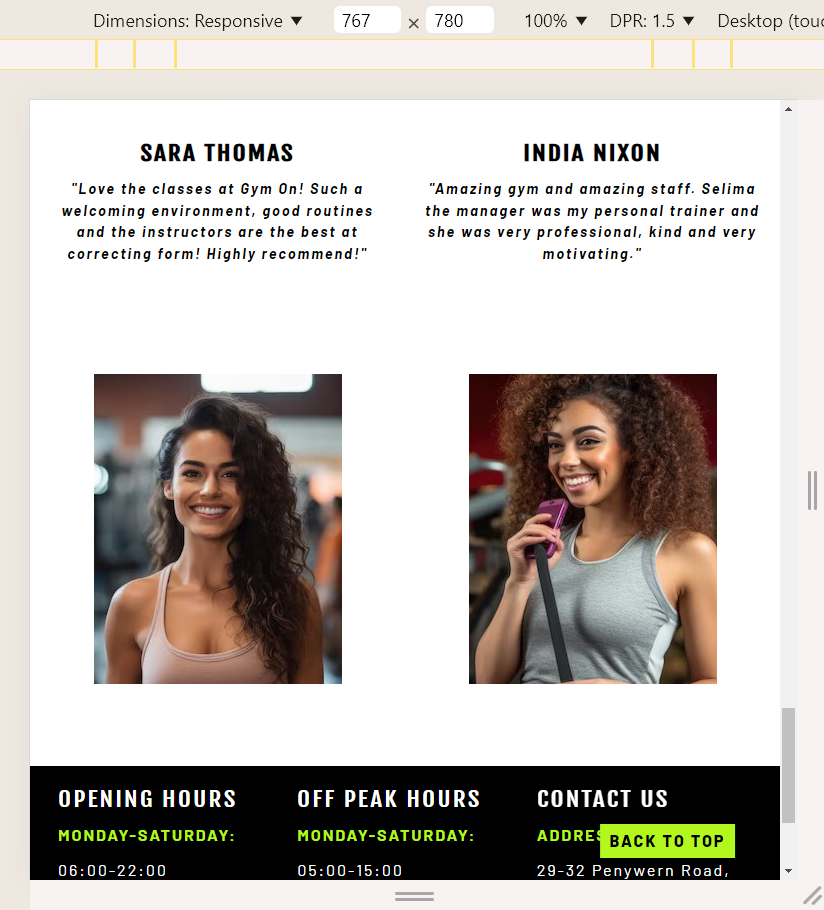 Dimensions: Responsive ▼ 767 × 780 100% ▼ DPR: 1.5 ▼ Desktop (touc
SARA THOMAS
"Love the classes at Gym On! Such a
welcoming environment, good routines
and the instructors are the best at
correcting form! Highly recommend!"
INDIA NIXON
"Amazing gym and amazing staff. Selima
the manager was my personal trainer and
she was very professional, kind and very
motivating."
OPENING HOURS
MONDAY-SATURDAY:
06:00-22:00
OFF PEAK HOURS
MONDAY-SATURDAY:
05:00-15:00
CONTACT US
ADDRES
BACK TO TOP
29-32 Penywern Road,